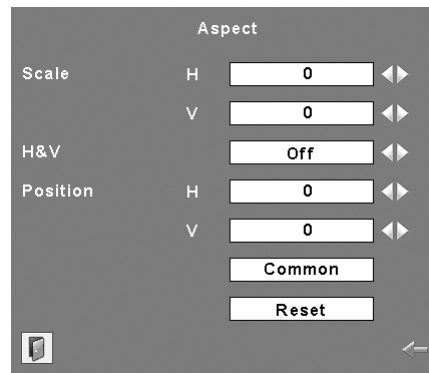 Aspect
Scale H 0
V 0
H&V Off
Position H 0
V 0
Common
Reset